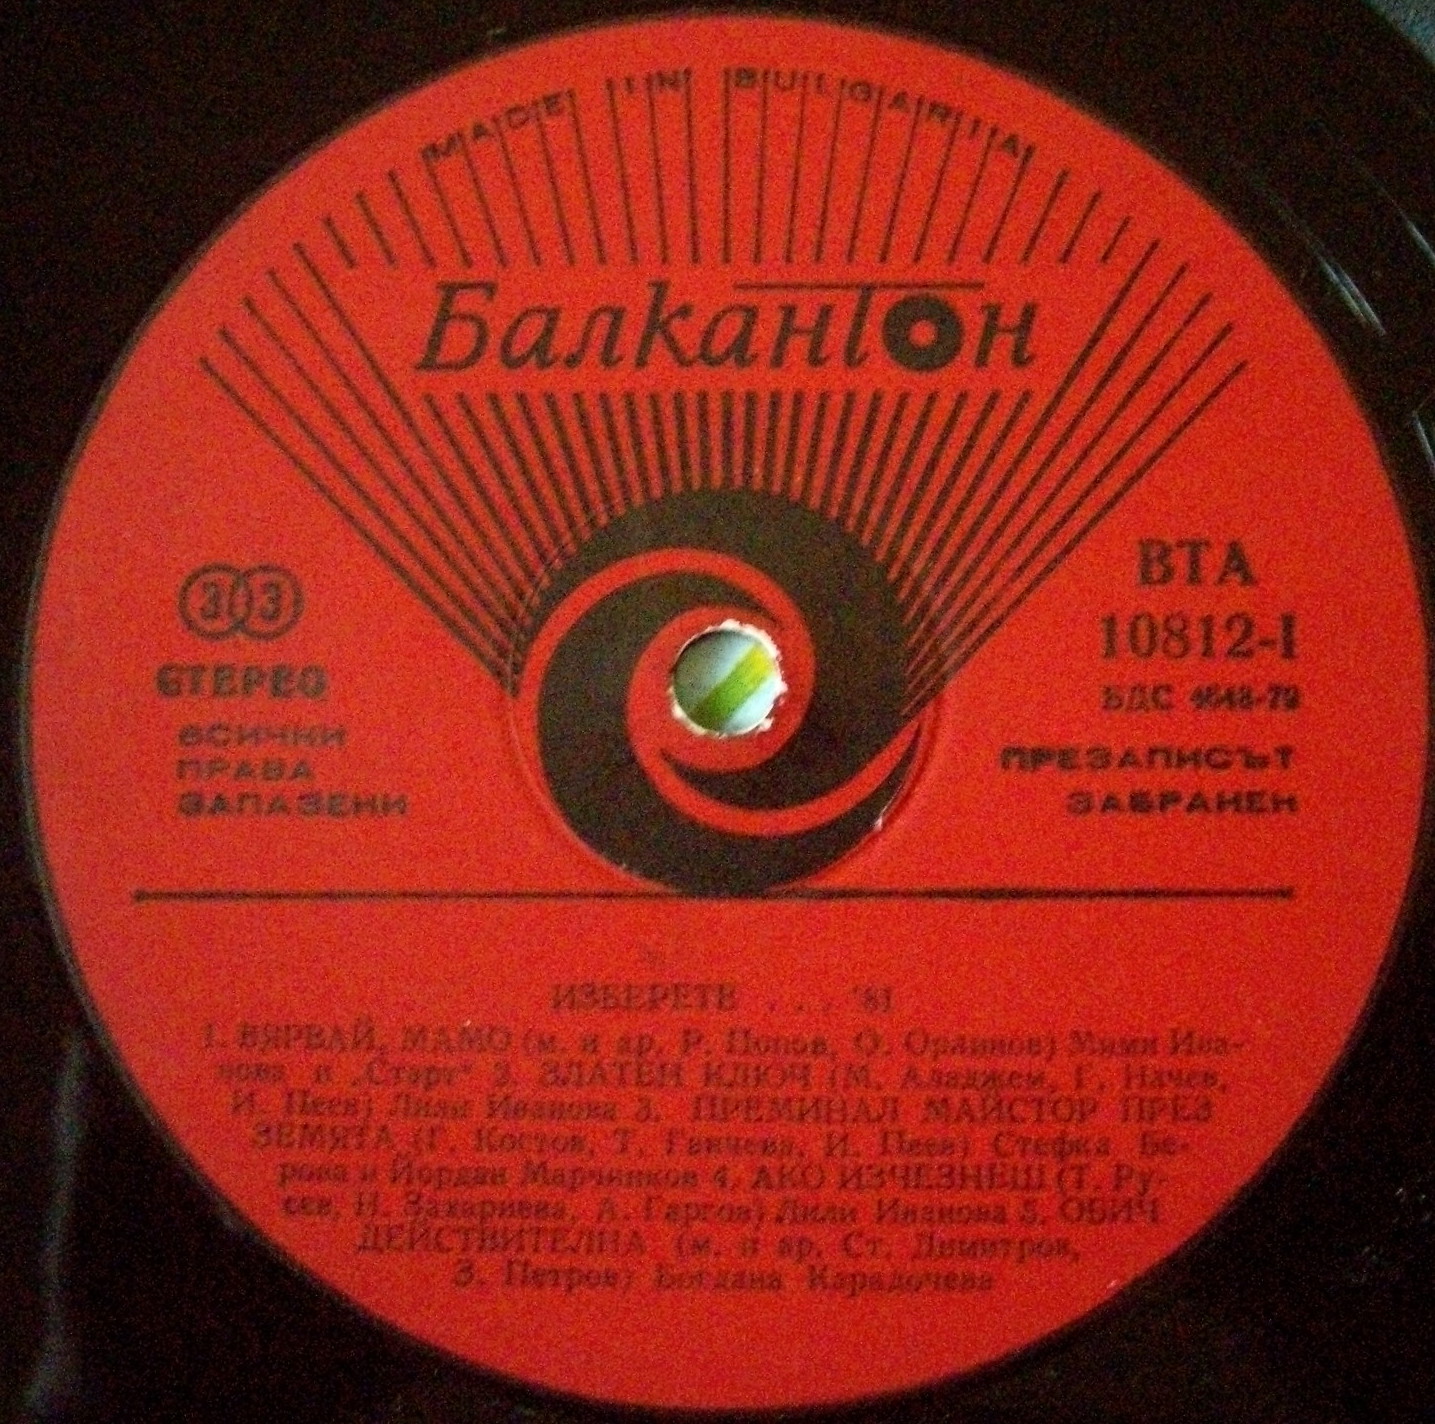 MADE IN BULGARIA
Балкантон
33
СТЕРЕО
ВСИЧКИ
ПРАВА
ЗАПАЗЕНИ
ВТА
10812-I
БДС 4648-79
ПРЕЗАПИСЪТ
ЗАБРАНЕН
ИЗБЕРЕТЕ . . . '81
1. ВЯРВАЙ, МАМО (м. и ар. Р. Попов, О. Орлинов) Мими Ива-
нова и „Старт“ 2. ЗЛАТЕН КЛЮЧ (М. Аладжем, Г. Начев,
И. Пеев) Лили Иванова 3. ПРЕМИНАЛ МАЙСТОР ПРЕЗ
ЗЕМЯТА (Г. Костов, Т. Ганчева, И. Пеев) Стефка Бе-
рова и Йордан Марчинков 4. АКО ИЗЧЕЗНЕШ (Т. Ру-
сев, Н. Захариева, А. Гаргов) Лили Иванова 5. ОБИЧ
ДЕЙСТВИТЕЛНА (м. и ар. Ст. Димитров,
З. Петров) Богдана Карадочева